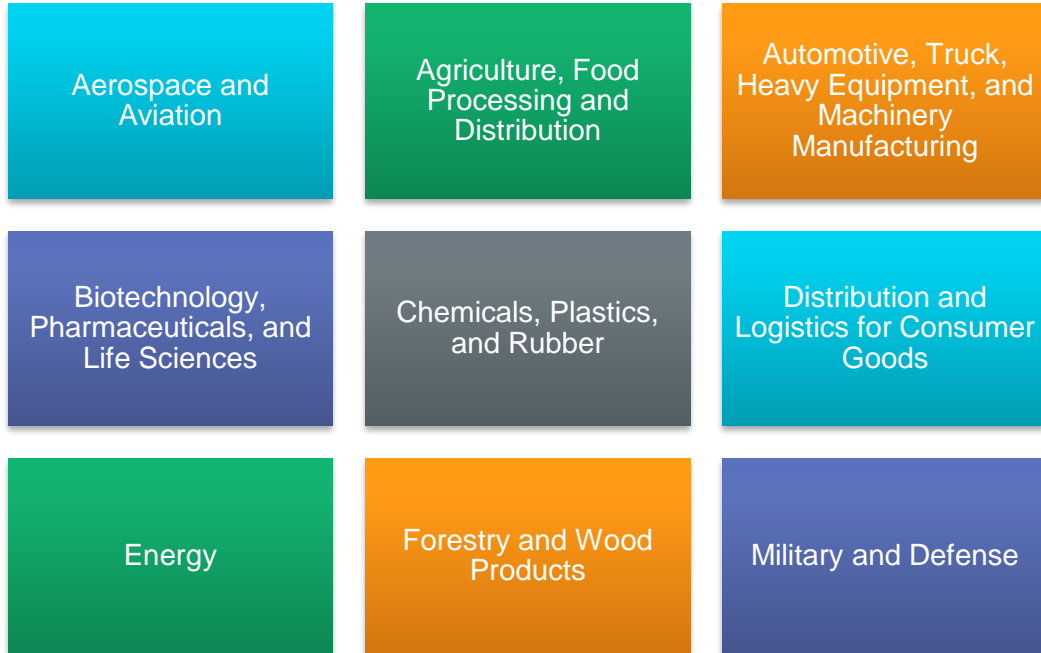 Aerospace and
Aviation
Agriculture, Food
Processing and
Distribution
Automotive, Truck,
Heavy Equipment, and
Machinery
Manufacturing
Biotechnology,
Pharmaceuticals, and
Life Sciences
Chemicals, Plastics,
and Rubber
Distribution and
Logistics for Consumer
Goods
Energy
Forestry and Wood
Products
Military and Defense